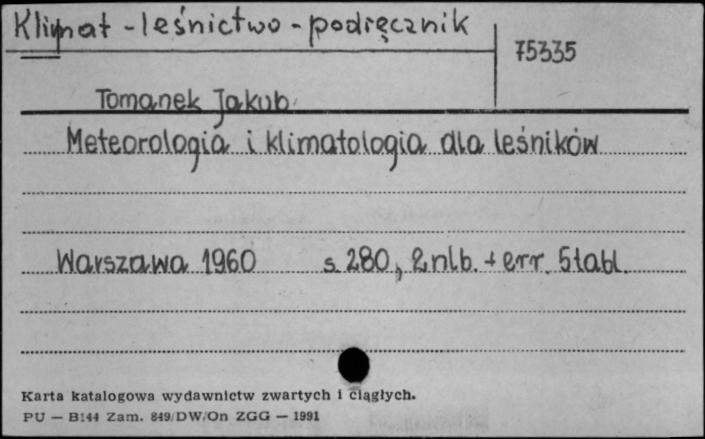 Klimat - leśnictwo - podręcznik
75335
Tomanek Jakub
Meteorologia i klimatologia dla leśników
Warszawa 1960 s. 280, 2 nlb. + err. 5 tabl.
Karta katalogowa wydawnictw zwartych i ciągłych.
PU — B144 Zam. 849/DW/On ZGG — 1991